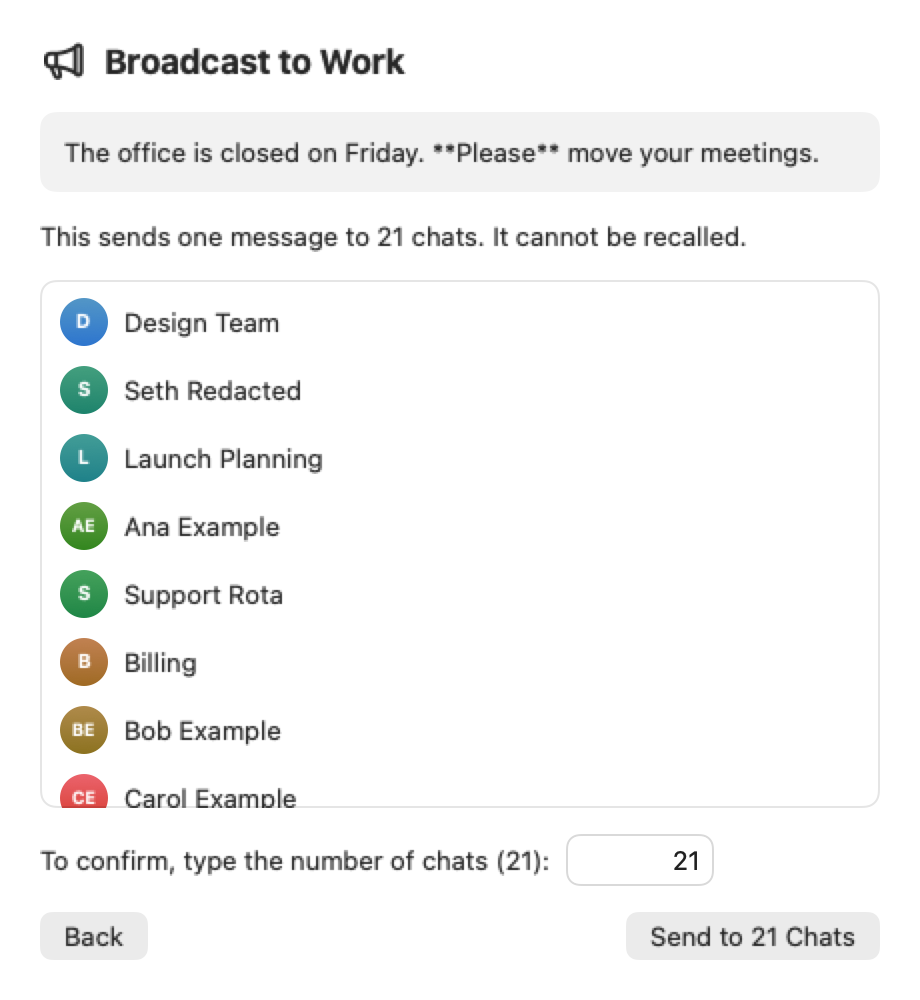 Broadcast to Work
The office is closed on Friday. **Please** move your meetings.
This sends one message to 21 chats. It cannot be recalled.
D Design Team
S Seth Redacted
L Launch Planning
AE Ana Example
S Support Rota
B Billing
BE Bob Example
CE Carol Example
To confirm, type the number of chats (21): 21
Back Send to 21 Chats